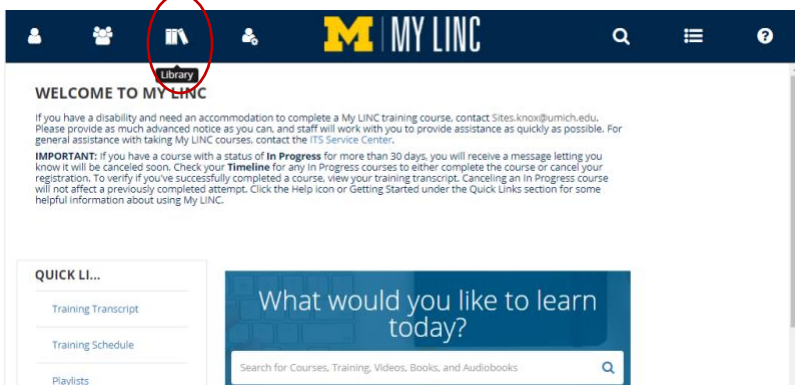 M | MY LINC
Library
WELCOME TO MY LINC
If you have a disability and need an accommodation to complete a My LINC training course, contact Sites.knox@umich.edu.
Please provide as much advanced notice as you can, and staff will work with you to provide assistance as quickly as possible. For
general assistance with taking My LINC courses, contact the ITS Service Center.
IMPORTANT: If you have a course with a status of In Progress for more than 30 days, you will receive a message letting you
know it will be canceled soon. Check your Timeline for any In Progress courses to either complete the course or cancel your
registration. To verify if you've successfully completed a course, view your training transcript. Canceling an In Progress course
will not affect a previously completed attempt. Click the Help icon or Getting Started under the Quick Links section for some
helpful information about using My LINC.
QUICK LI...
Training Transcript
Training Schedule
Playlists
What would you like to learn
today?
Search for Courses, Training, Videos, Books, and Audiobooks